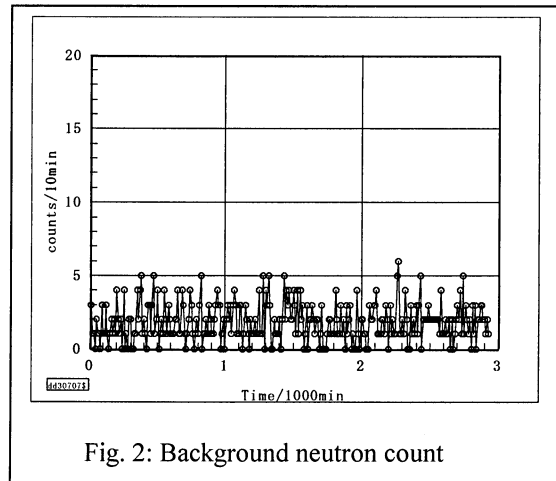 20
15
10
5
0
counts/10min
0 1 2 3
dd30707$
Time/1000min
Fig. 2: Background neutron count